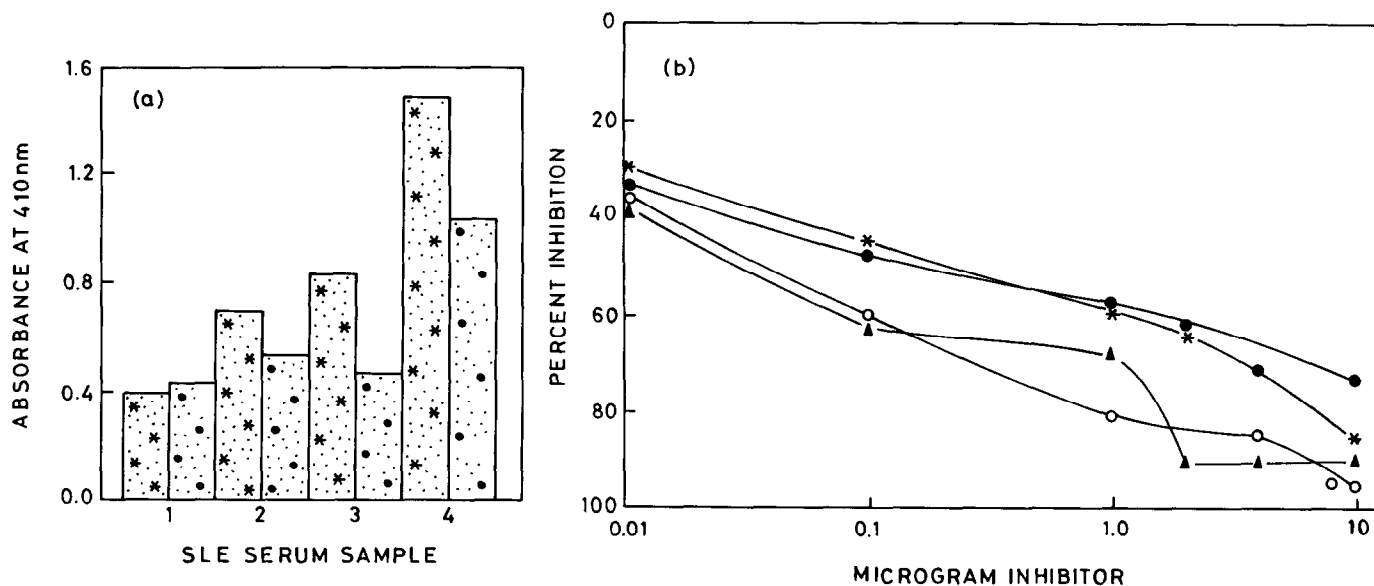 (a)
ABSORBANCE AT 410nm
1.6
1.2
0.8
0.4
0.0
1 2 3 4
SLE SERUM SAMPLE
(b)
PERCENT INHIBITION
0
20
40
60
80
100
0.01 0.1 1.0 10
MICROGRAM INHIBITOR